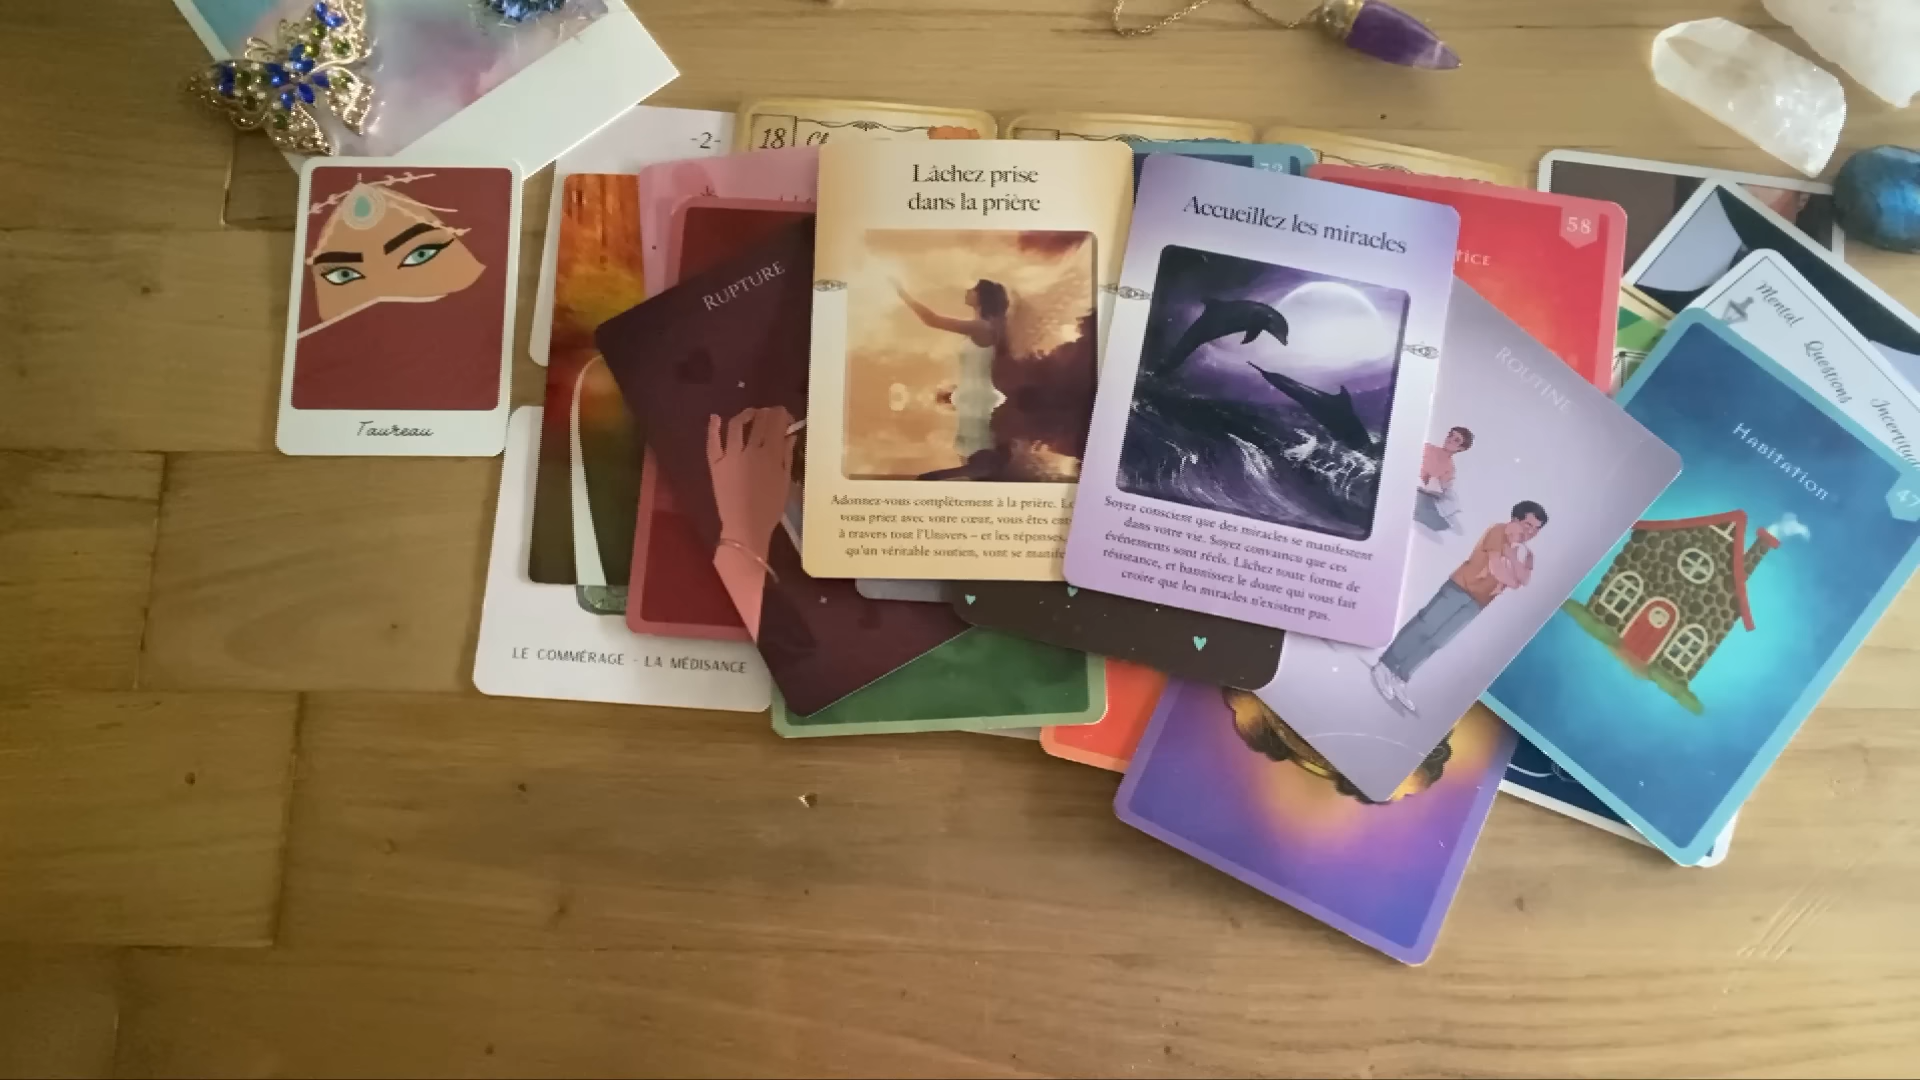 -2-
18
Lâchez prise
dans la prière
Accueillez les miracles
58
RUPTURE
ROUTINE
Mental
Questions
Habitation
47
Taureau
Adonnez-vous complètement à la prière.
vous priez avec votre cœur, vous êtes
à travers tout l'Univers – et les réponses,
qu'un véritable soutien, vont se
Soyez conscient que des miracles se manifestent
dans votre vie. Soyez convaincu que ces
événements sont réels. Lâchez toute forme de
résistance, et bannissez le doute qui vous fait
croire que les miracles n'existent pas.
LE COMMÉRAGE - LA MÉDISANCE